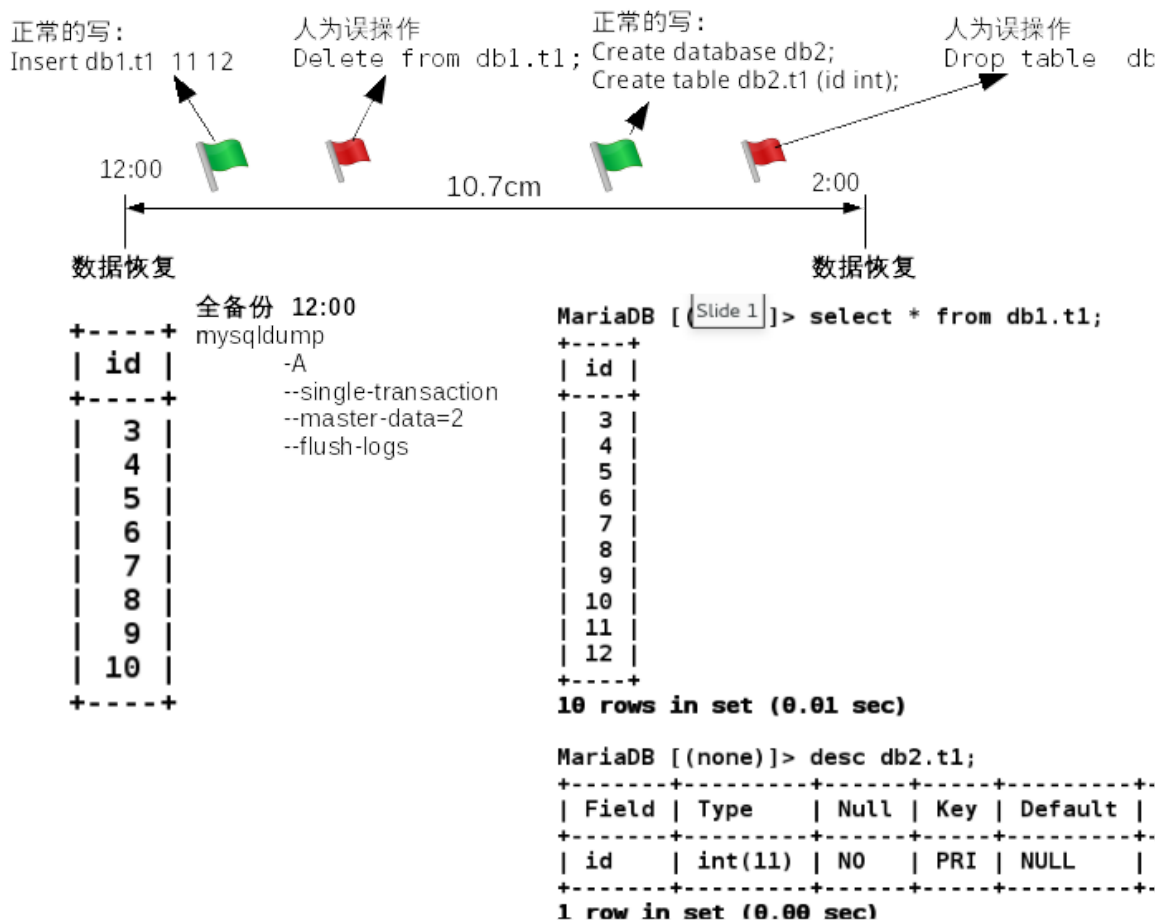 正常的写：
Insert db1.t1 11 12
人为误操作
Delete from db1.t1;
正常的写：
Create database db2;
Create table db2.t1 (id int);
人为误操作
Drop table db
12:00
10.7cm
2:00
数据恢复
数据恢复
全备份 12:00
mysqldump
-A
--single-transaction
--master-data=2
--flush-logs
+----+
| id |
+----+
| 3 |
| 4 |
| 5 |
| 6 |
| 7 |
| 8 |
| 9 |
| 10 |
+----+
MariaDB [( Slide 1 ]> select * from db1.t1;
+----+
| id |
+----+
| 3 |
| 4 |
| 5 |
| 6 |
| 7 |
| 8 |
| 9 |
| 10 |
| 11 |
| 12 |
+----+
10 rows in set (0.01 sec)
MariaDB [(none)]> desc db2.t1;
+-------+---------+------+-----+---------+-
| Field | Type | Null | Key | Default |
+-------+---------+------+-----+---------+-
| id | int(11) | NO | PRI | NULL |
+-------+---------+------+-----+---------+-
1 row in set (0.00 sec)